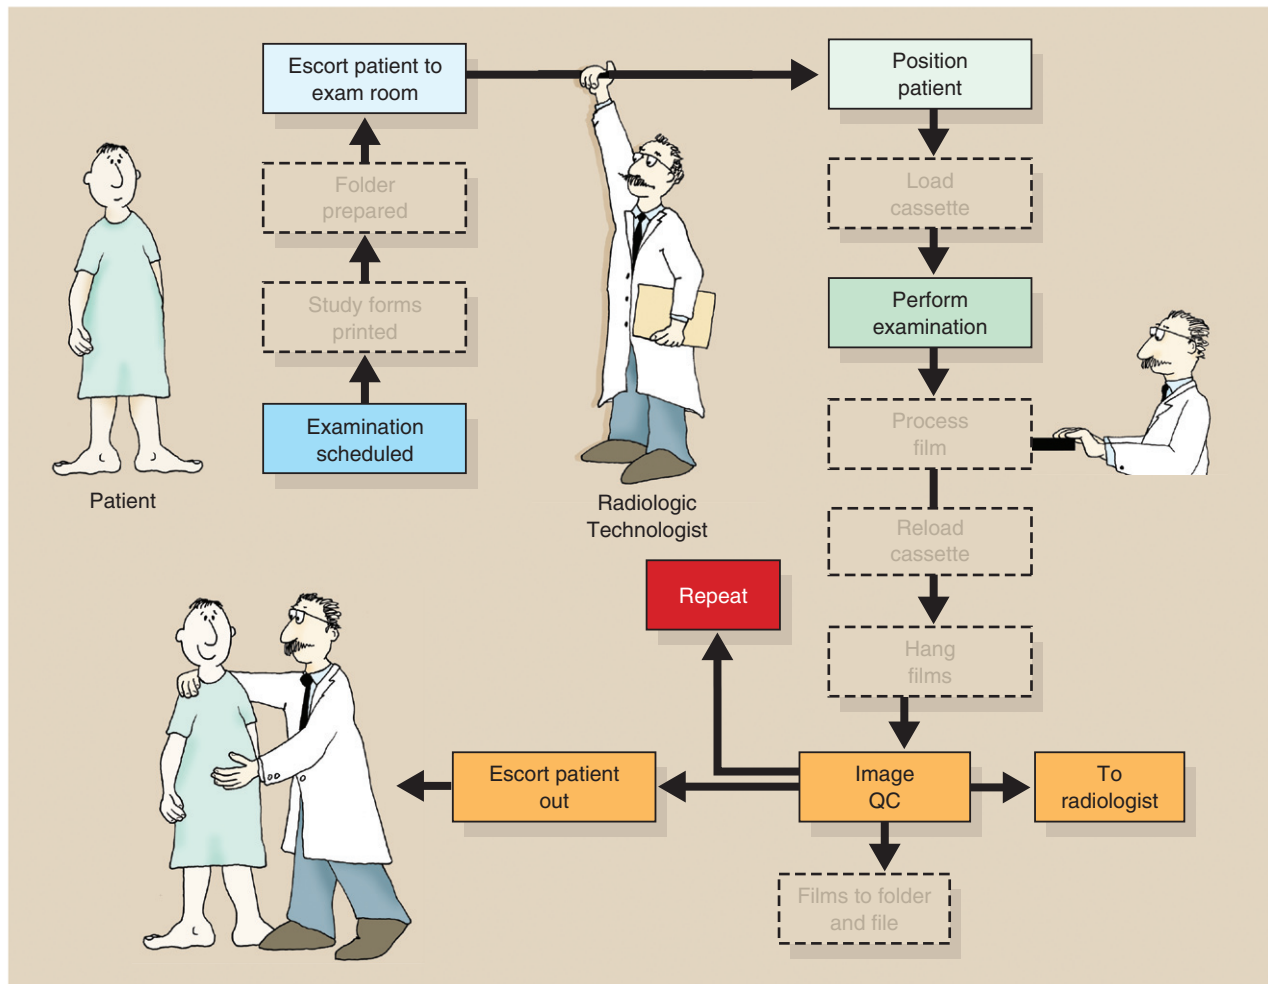 Escort patient to
exam room
Position
patient
Folder
prepared
Load
cassette
Study forms
printed
Perform
examination
Examination
scheduled
Process
film
Patient
Radiologic
Technologist
Reload
cassette
Repeat
Hang
films
Escort patient
out
Image
QC
To
radiologist
Films to folder
and file